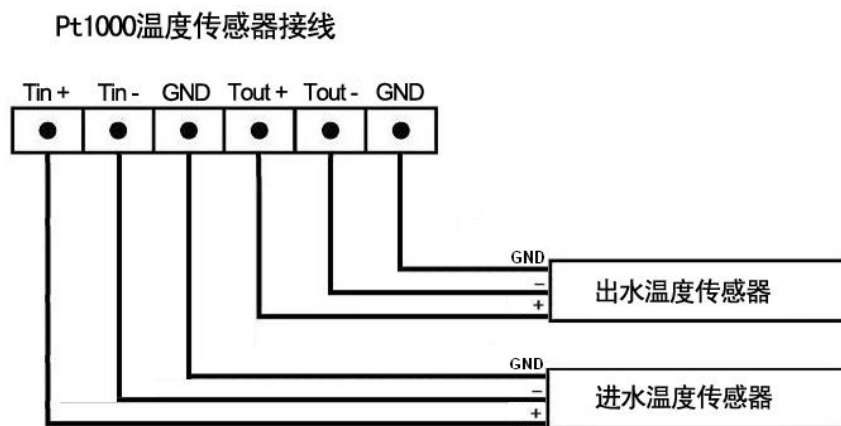 Pt1000温度传感器接线
Tin + Tin - GND Tout + Tout - GND
GND
−
+
出水温度传感器
GND
−
+
进水温度传感器